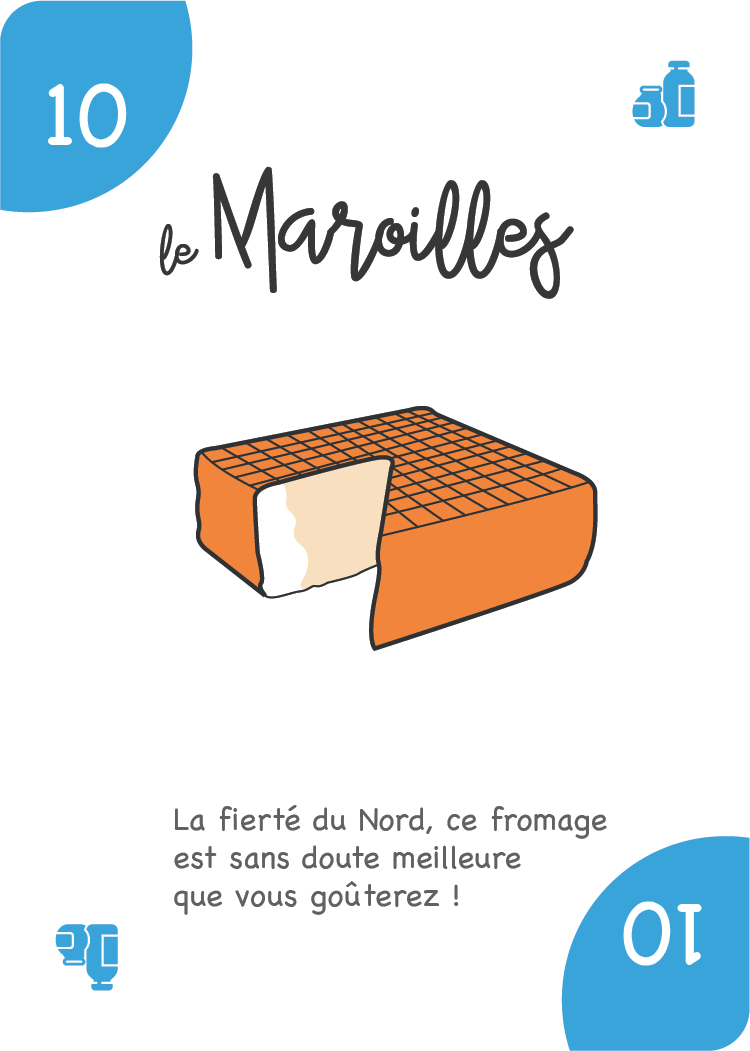 10
le Maroilles
La fierté du Nord, ce fromage
est sans doute meilleure
que vous goûterez !
10